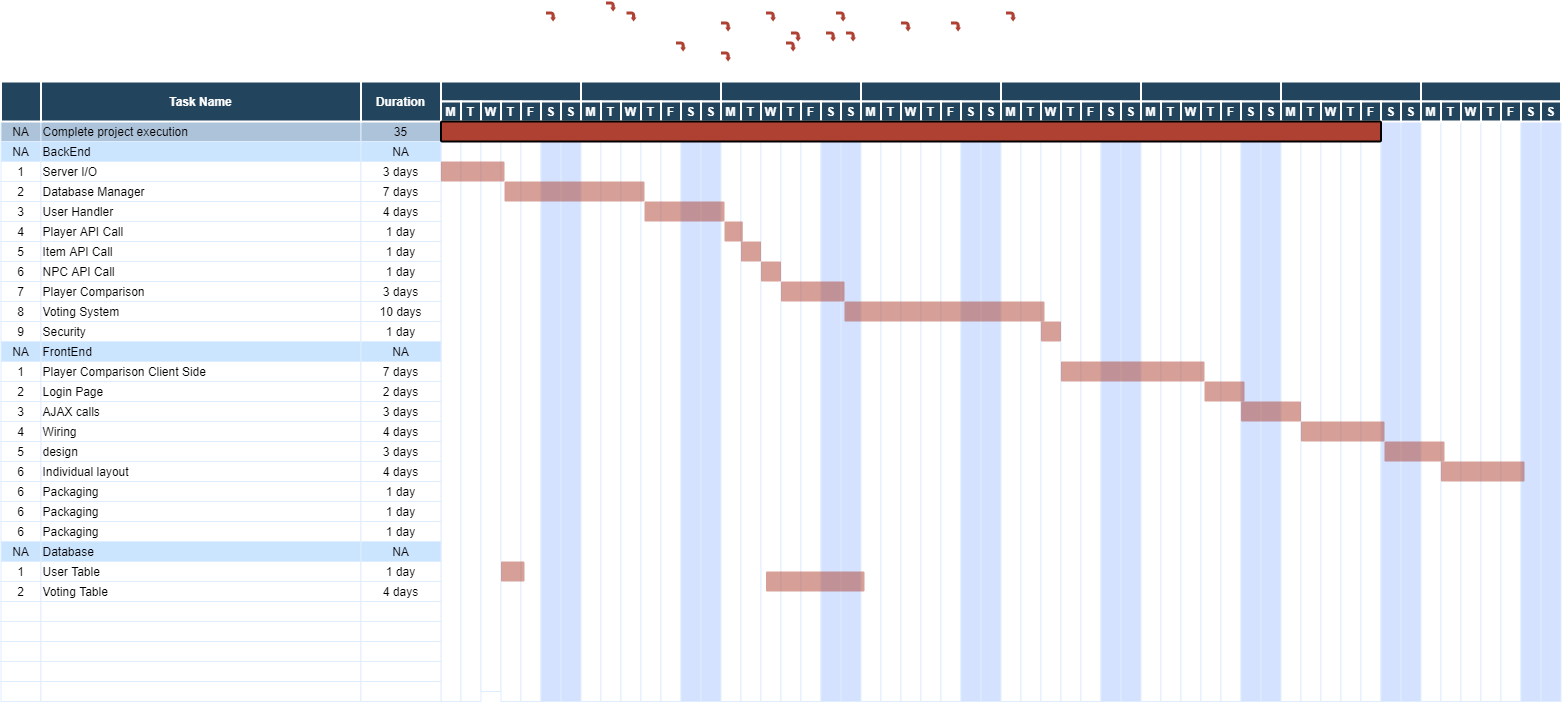 Task Name Duration M T W T F S S M T W T F S S M T W T F S S M T W T F S S M T W T F S S M T W T F S S M T W T F S S M T W T F S S
NA Complete project execution 35
NA BackEnd NA
1 Server I/O 3 days
2 Database Manager 7 days
3 User Handler 4 days
4 Player API Call 1 day
5 Item API Call 1 day
6 NPC API Call 1 day
7 Player Comparison 3 days
8 Voting System 10 days
9 Security 1 day
NA FrontEnd NA
1 Player Comparison Client Side 7 days
2 Login Page 2 days
3 AJAX calls 3 days
4 Wiring 4 days
5 design 3 days
6 Individual layout 4 days
6 Packaging 1 day
6 Packaging 1 day
6 Packaging 1 day
NA Database NA
1 User Table 1 day
2 Voting Table 4 days